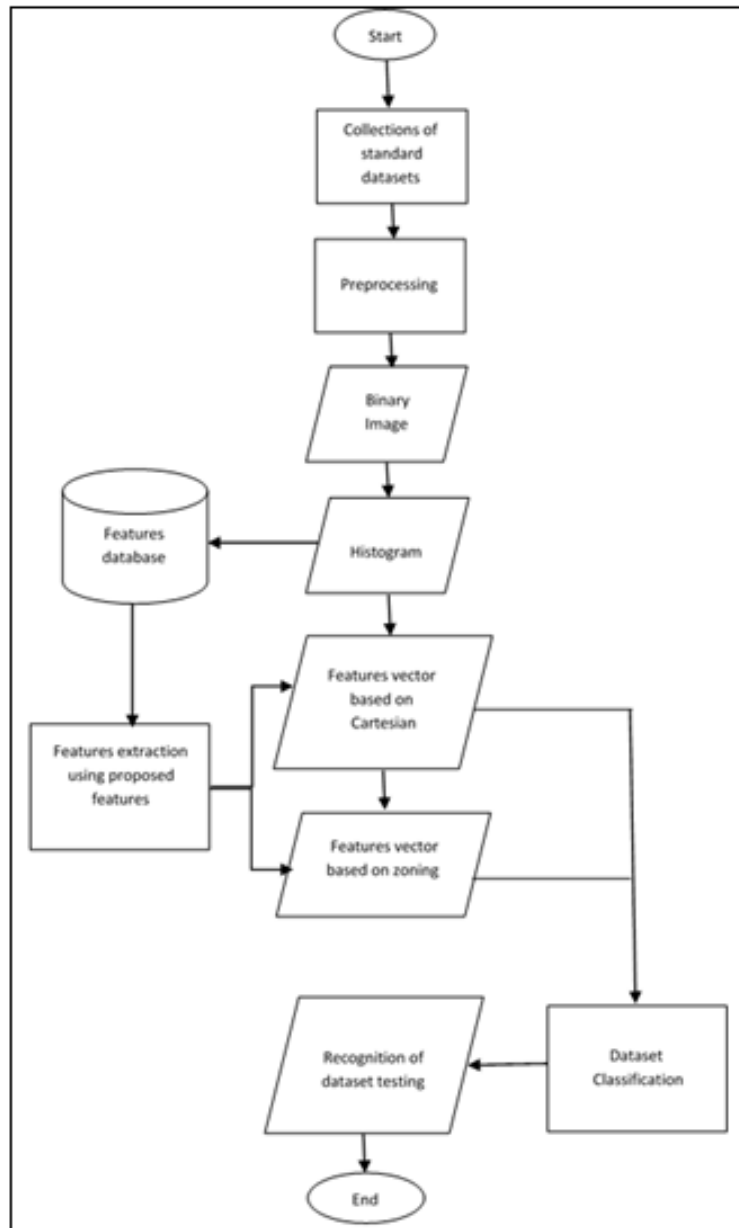 Start
Collections of
standard
datasets
Preprocessing
Binary
Image
Features
database
Histogram
Features vector
based on
Cartesian
Features extraction
using proposed
features
Features vector
based on zoning
Recognition of
dataset testing
Dataset
Classification
End